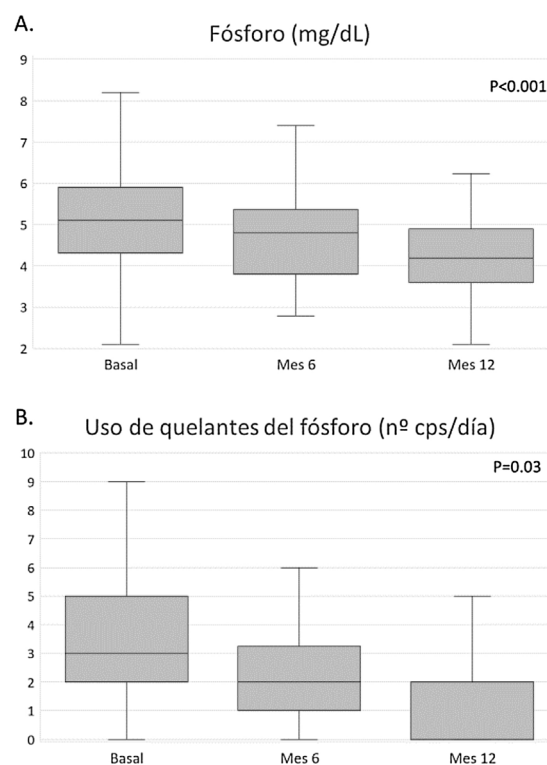 A.
Fósforo (mg/dL)
P<0.001
9
8
7
6
5
4
3
2
Basal Mes 6 Mes 12
B.
Uso de quelantes del fósforo (nº cps/día)
P=0.03
10
9
8
7
6
5
4
3
2
1
0
Basal Mes 6 Mes 12